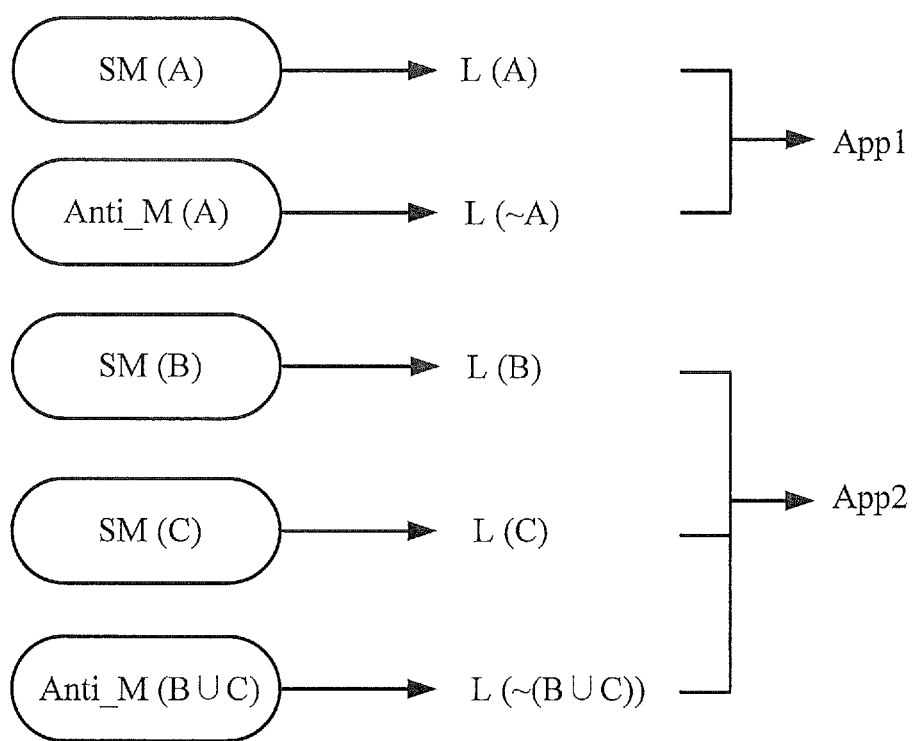 SM (A) L (A)
App1
Anti_M (A) L (~A)
SM (B) L (B)
App2
SM (C) L (C)
Anti_M (B∪C) L (~(B∪C))